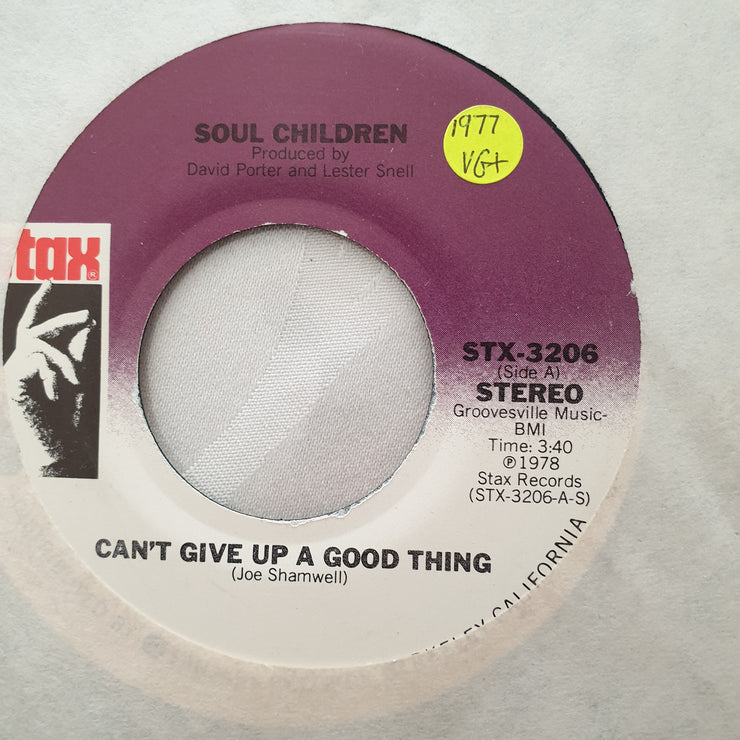 SOUL CHILDREN
Produced by
David Porter and Lester Snell
1977
VG+
tax®
STX-3206
(Side A)
STEREO
Groovesville Music-
BMI
Time: 3:40
℗ 1978
Stax Records
(STX-3206-A-S)
CAN'T GIVE UP A GOOD THING
(Joe Shamwell)
CALIFORNIA